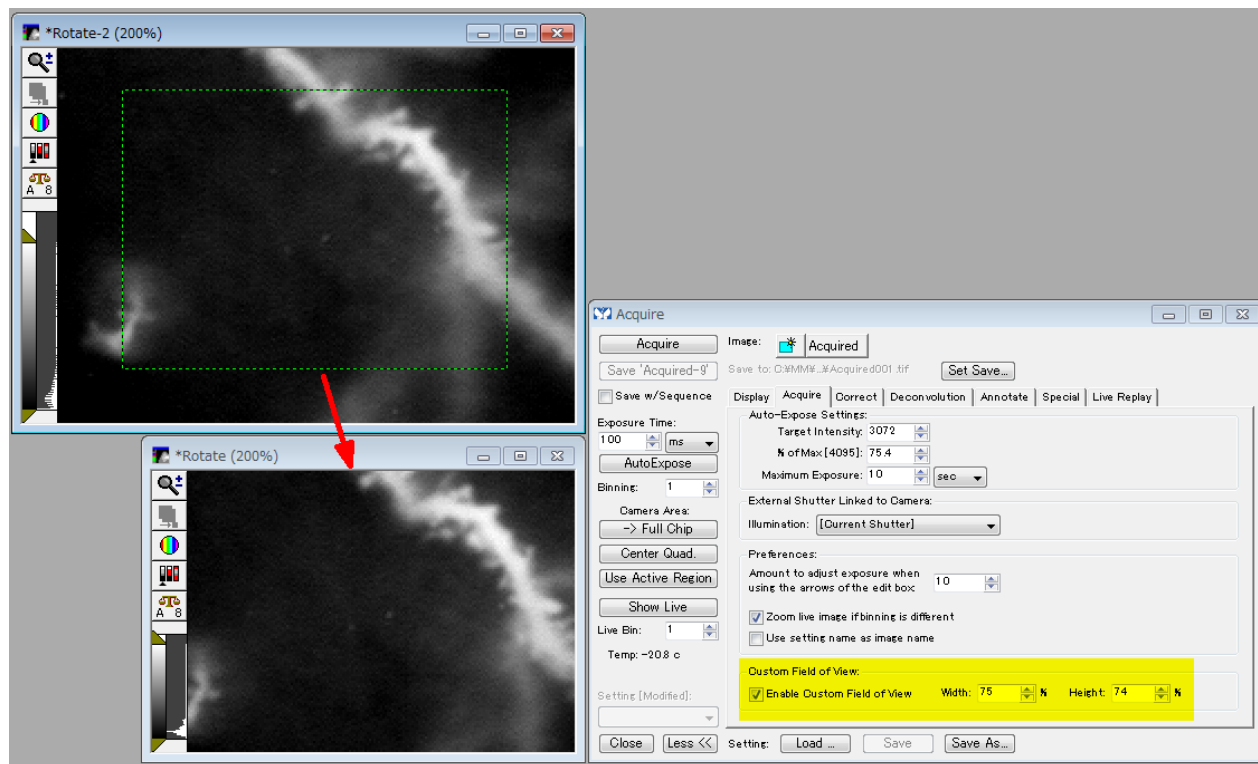 *Rotate-2 (200%)
A 8
*Rotate (200%)
A 8
Acquire
Acquire
Image:
Acquired
Save 'Acquired-9'
Save to: C:¥MM¥...¥Acquired001.tif
Set Save...
Save w/Sequence
Display Acquire Correct Deconvolution Annotate Special Live Replay
Exposure Time:
100 ms
AutoExpose
Binning: 1
Camera Area:
-> Full Chip
Center Quad.
Use Active Region
Show Live
Live Bin: 1
Temp: -20.8 c
Setting [Modified]:
Auto-Expose Settings:
Target Intensity: 3072
% of Max [4095]: 75.4
Maximum Exposure: 10 sec
External Shutter Linked to Camera:
Illumination: [Current Shutter]
Preferences:
Amount to adjust exposure when
using the arrows of the edit box: 10
Zoom live image if binning is different
Use setting name as image name
Custom Field of View:
Enable Custom Field of View Width: 75 % Height: 74 %
Close Less << Setting: Load ... Save Save As...